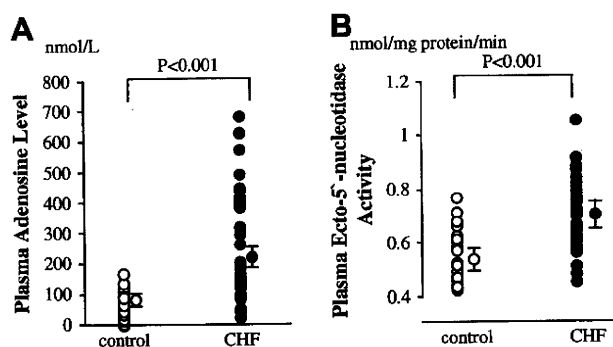 A
nmol/L
P<0.001
Plasma Adenosine Level
800
700
600
500
400
300
200
100
0
control
CHF
B
nmol/mg protein/min
P<0.001
Plasma Ecto-5`-nucleotidase
Activity
1.2
1
0.8
0.6
0.4
control
CHF